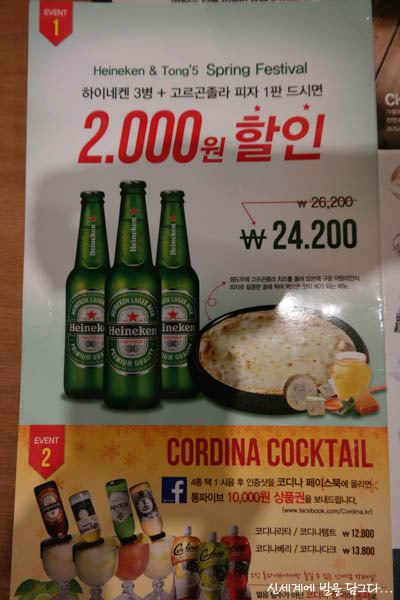 EVENT
1
Heineken & Tong'5 Spring Festival
하이네켄 3병 + 고르곤졸라 피자 1판 드시면
2.000원 할인
₩ 26,200
₩ 24.200
Heineken
HEINEKEN LAGER BEER
Heineken
PREMIUM QUALITY
EVENT
2
CORDINA COCKTAIL
4종 택 1 시음 후 인증샷을 코디나 페이스북에 올리면
통파이브 10,000원 상품권을 보내드립니다.
(www.facebook.com/Cordina.kr)
코디나리타 / 코디나템트 ₩ 12,800
코디나베리 / 코디나다크 ₩ 13,800
신세계에 발을 담그다...